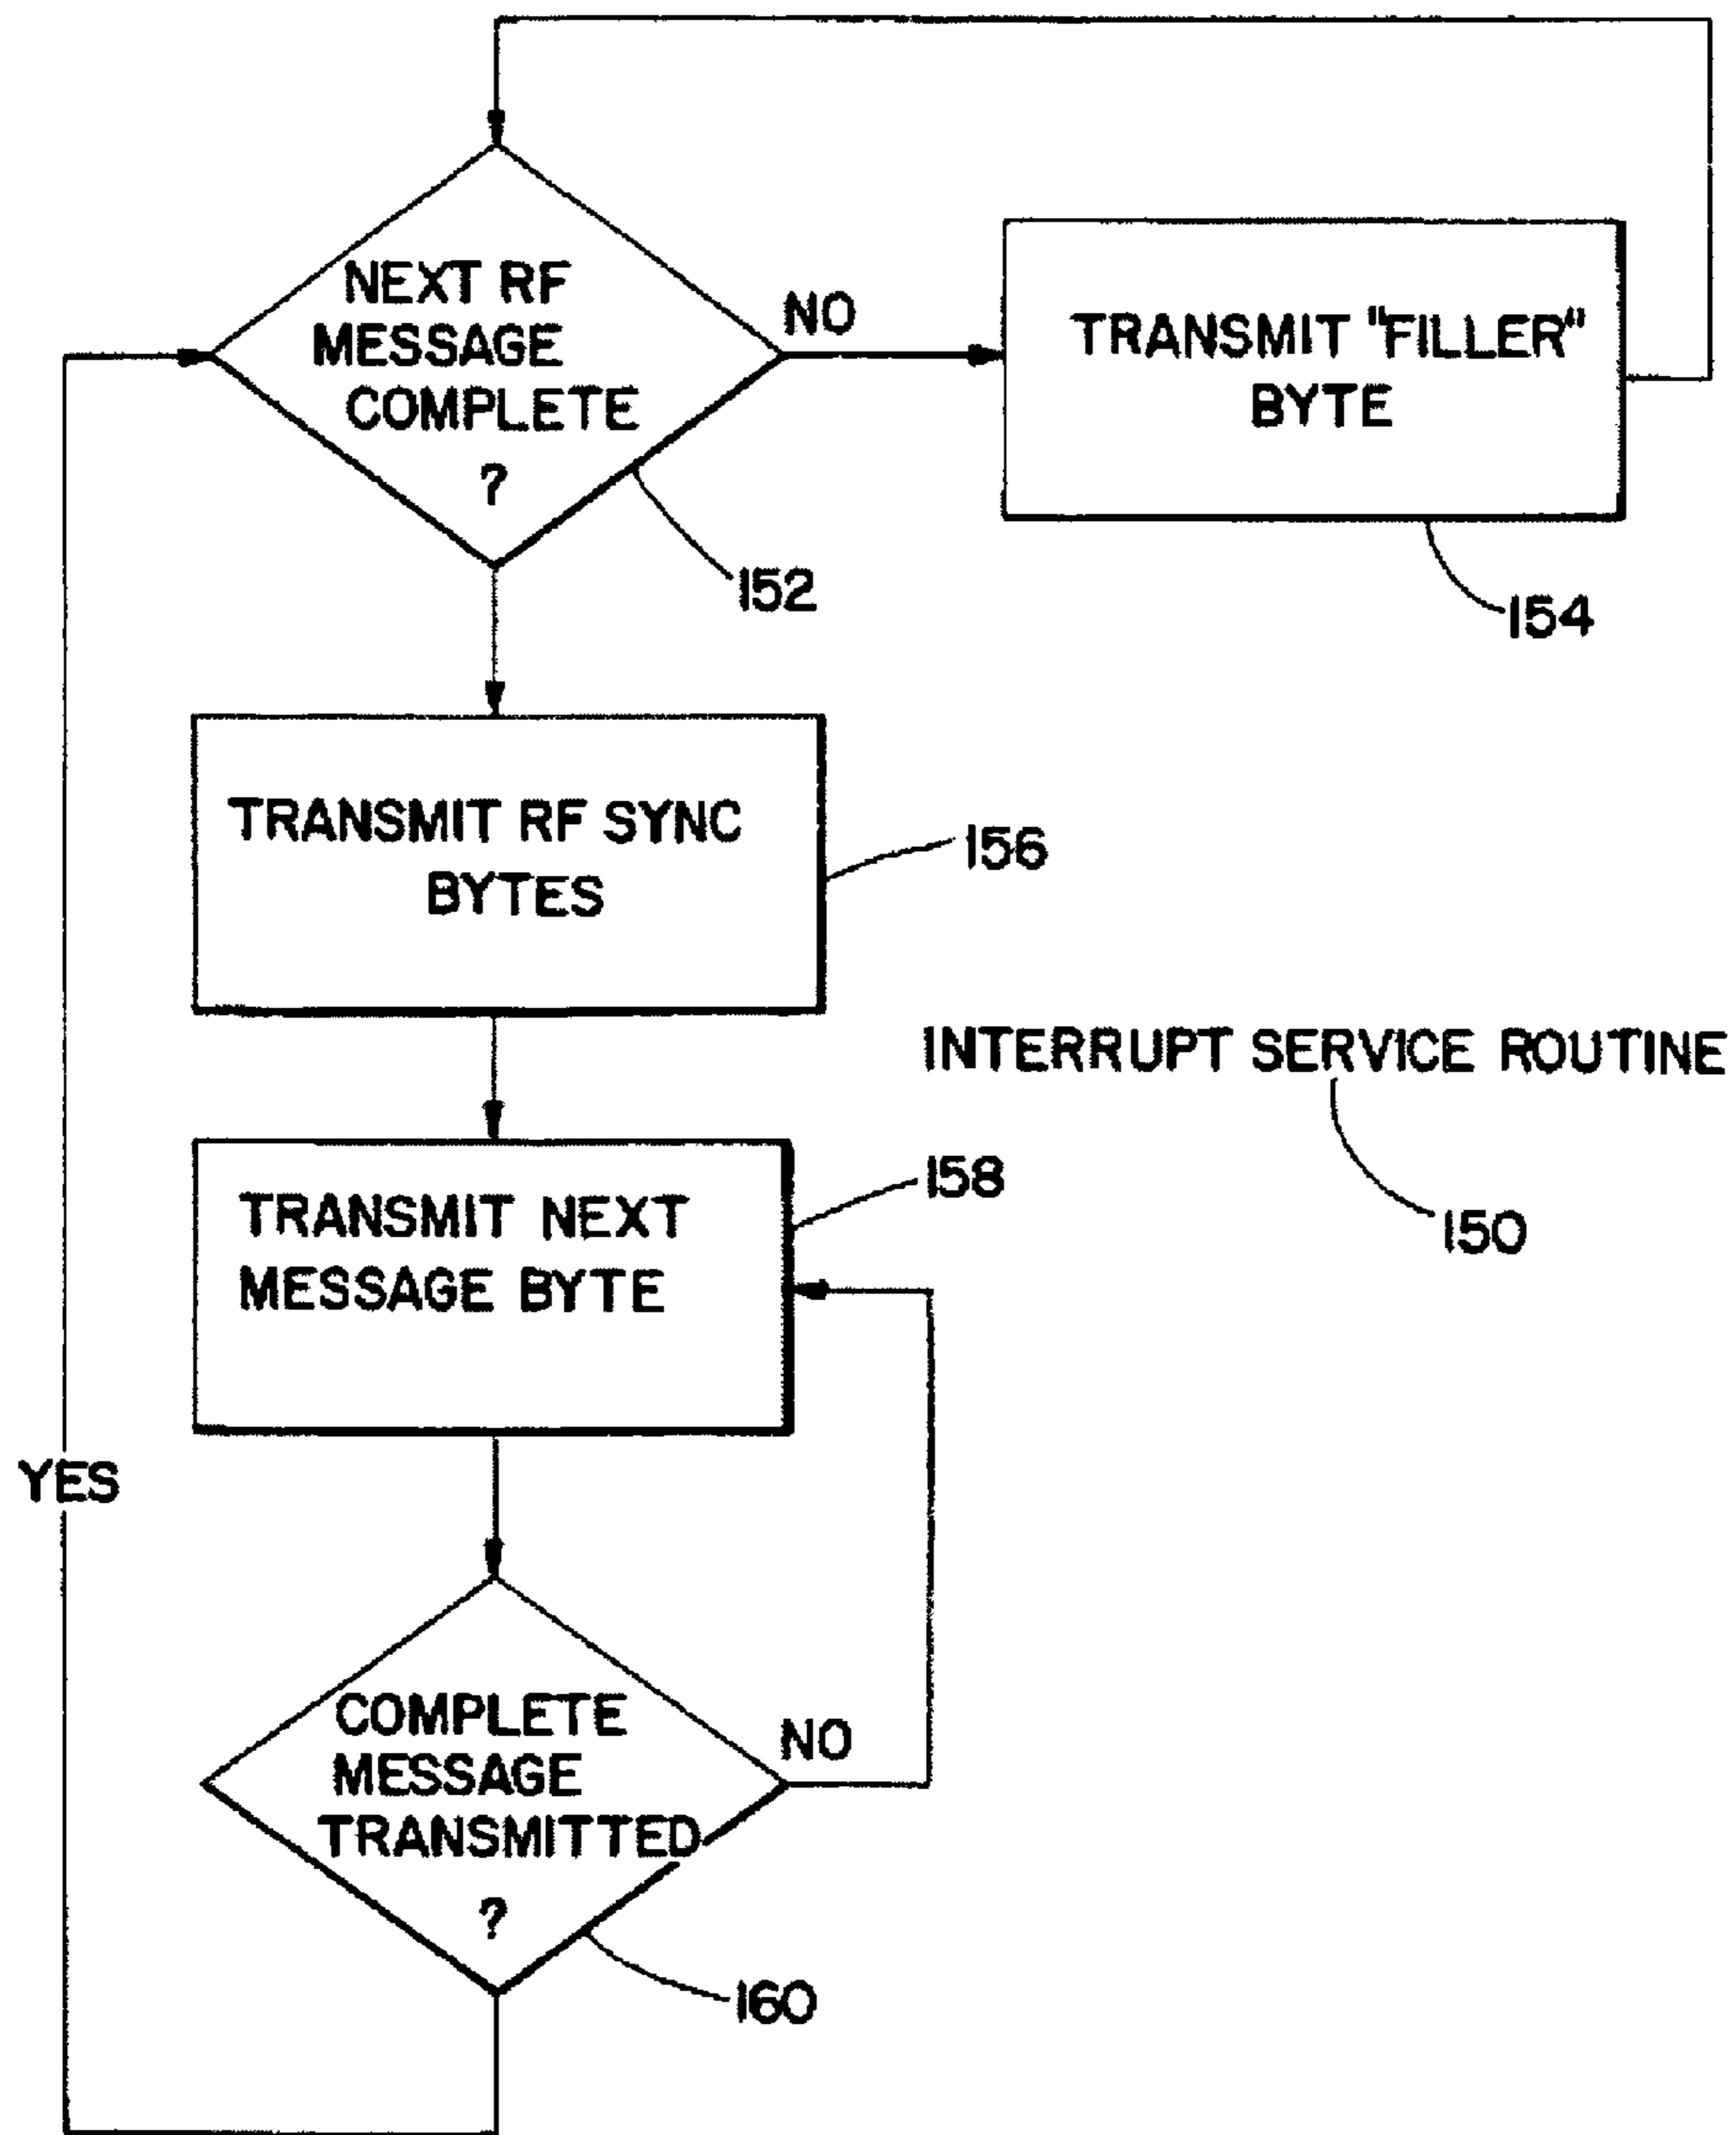 NEXT RF
MESSAGE
COMPLETE
?
NO
152
TRANSMIT "FILLER"
BYTE
154
TRANSMIT RF SYNC
BYTES
156
INTERRUPT SERVICE ROUTINE
150
TRANSMIT NEXT
MESSAGE BYTE
158
YES
COMPLETE
MESSAGE
TRANSMITTED
?
NO
160